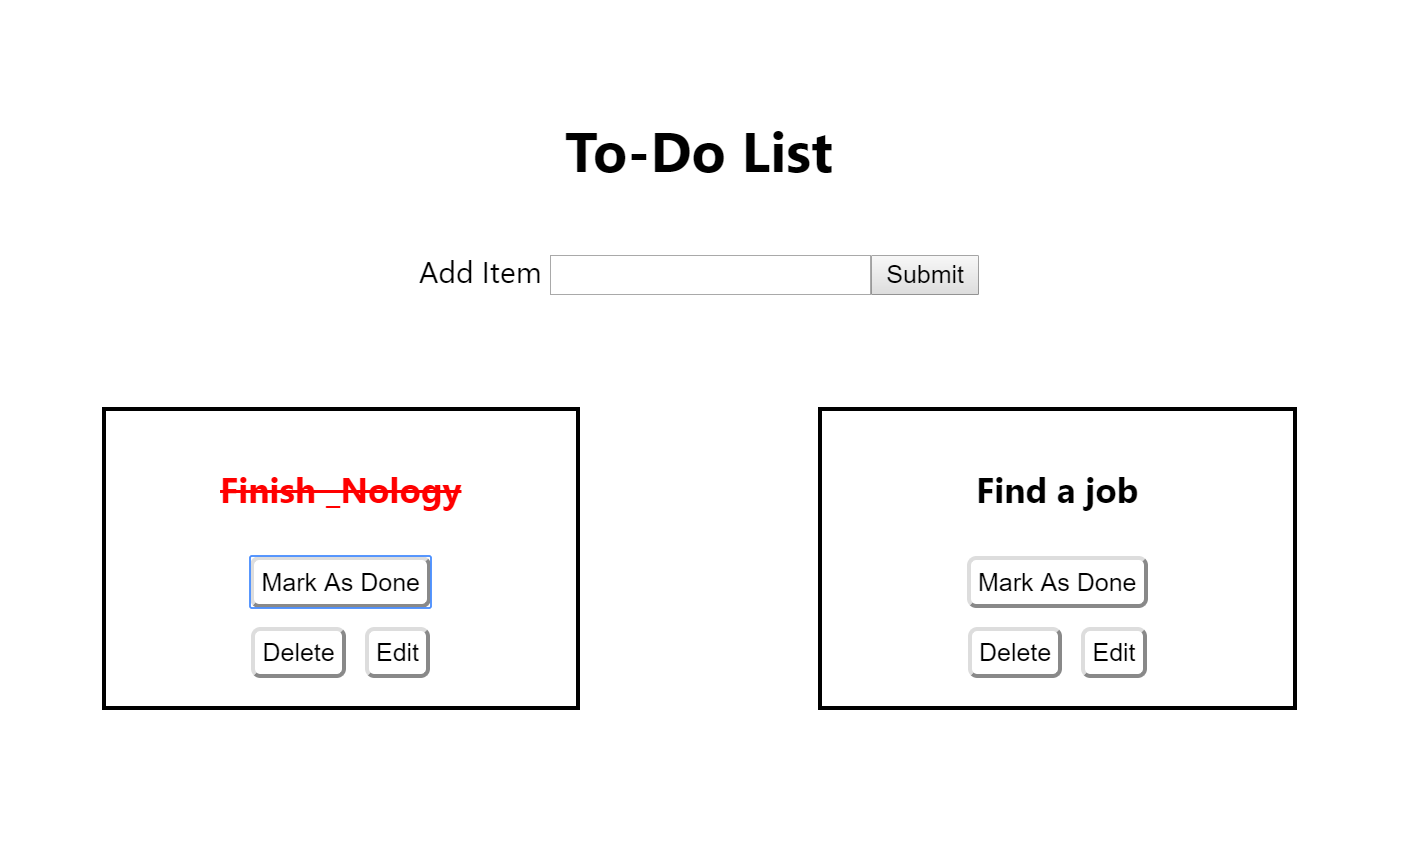 To-Do List
Add Item Submit
Finish _Nology
Mark As Done
Delete Edit
Find a job
Mark As Done
Delete Edit